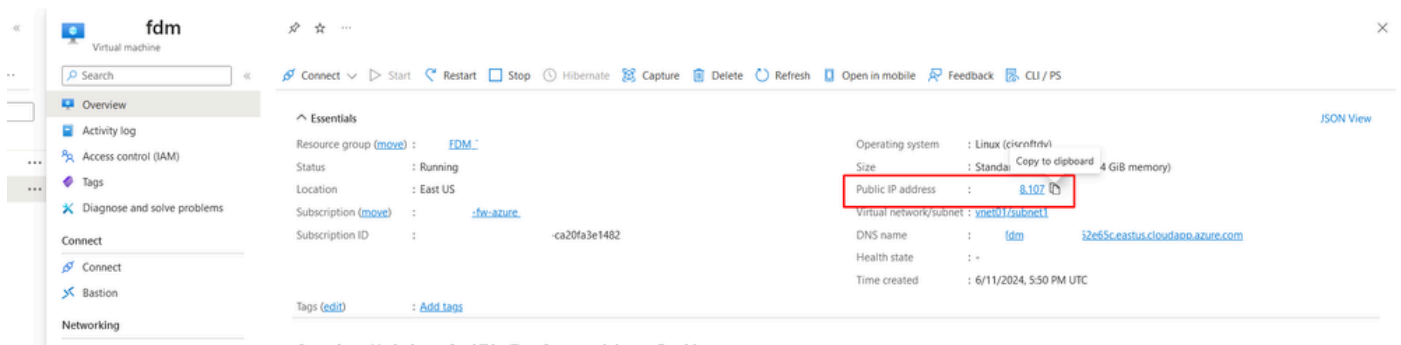 fdm
Virtual machine
Search
Overview
Activity log
Access control (IAM)
Tags
Diagnose and solve problems
Connect
Connect
Bastion
Networking
Connect Start Restart Stop Hibernate Capture Delete Refresh Open in mobile Feedback CLI / PS
Essentials
JSON View
Resource group (move) : FDM_
Status : Running
Location : East US
Subscription (move) : -fw-azure
Subscription ID : -ca20fa3e1482
Tags (edit) : Add tags
Operating system : Linux (ciscoftdv)
Copy to clipboard
Size : Standa 4 GiB memory)
Public IP address : 8.107
Virtual network/subnet : vnet01/subnet1
DNS name : fdm 52e65c.eastus.cloudapp.azure.com
Health state : -
Time created : 6/11/2024, 5:50 PM UTC